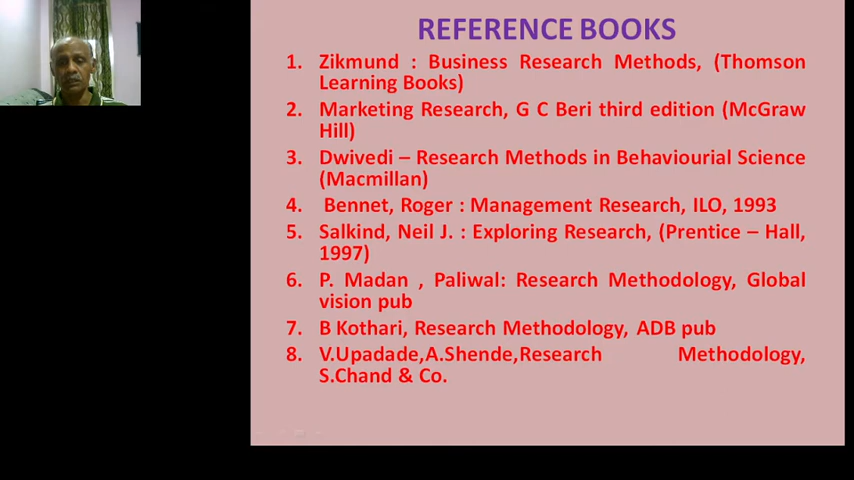 REFERENCE BOOKS
1. Zikmund : Business Research Methods, (Thomson
Learning Books)
2. Marketing Research, G C Beri third edition (McGraw
Hill)
3. Dwivedi – Research Methods in Behaviourial Science
(Macmillan)
4. Bennet, Roger : Management Research, ILO, 1993
5. Salkind, Neil J. : Exploring Research, (Prentice – Hall,
1997)
6. P. Madan , Paliwal: Research Methodology, Global
vision pub
7. B Kothari, Research Methodology, ADB pub
8. V.Upadade,A.Shende,Research Methodology,
S.Chand & Co.